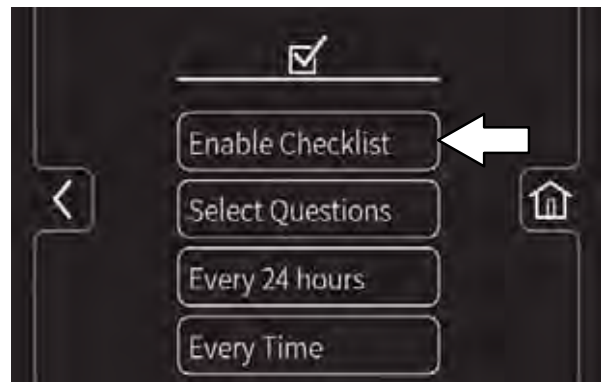 Enable Checklist
Select Questions
Every 24 hours
Every Time